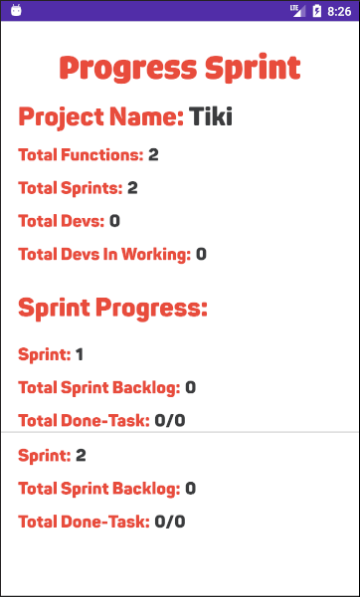 LTE 8:26
Progress Sprint
Project Name: Tiki
Total Functions: 2
Total Sprints: 2
Total Devs: 0
Total Devs In Working: 0
Sprint Progress:
Sprint: 1
Total Sprint Backlog: 0
Total Done-Task: 0/0
Sprint: 2
Total Sprint Backlog: 0
Total Done-Task: 0/0